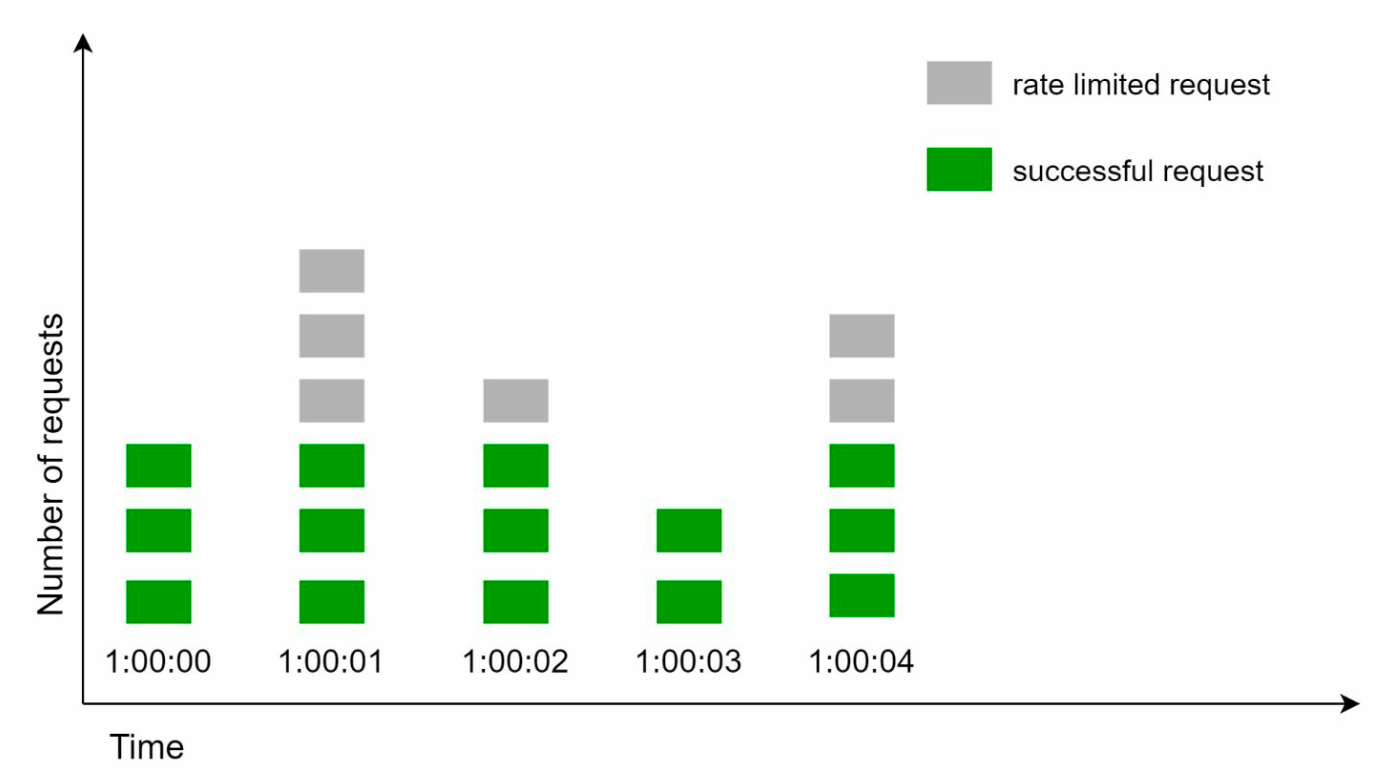 rate limited request
successful request
Number of requests
1:00:00 1:00:01 1:00:02 1:00:03 1:00:04
Time